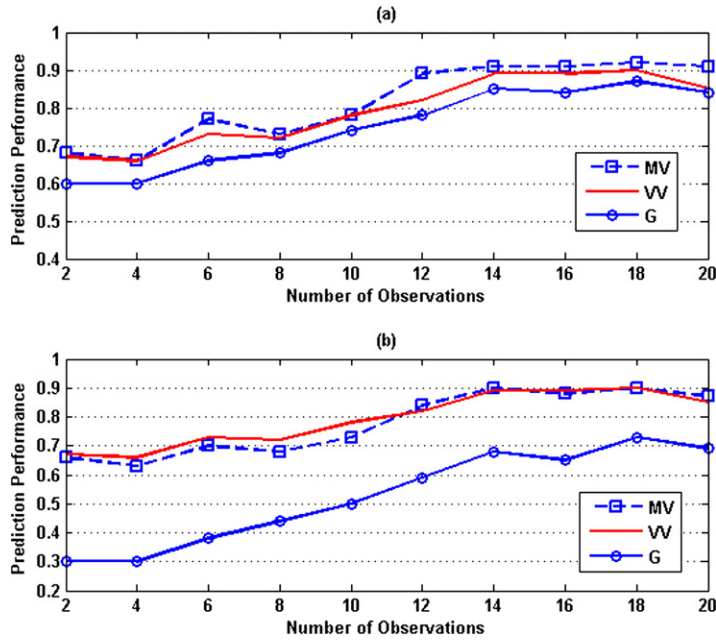 (a)
Prediction Performance
1
0.9
0.8
0.7
0.6
0.5
0.4
MV
VV
G
2 4 6 8 10 12 14 16 18 20
Number of Observations
(b)
Prediction Performance
1
0.9
0.8
0.7
0.6
0.5
0.4
0.3
0.2
MV
VV
G
2 4 6 8 10 12 14 16 18 20
Number of Observations